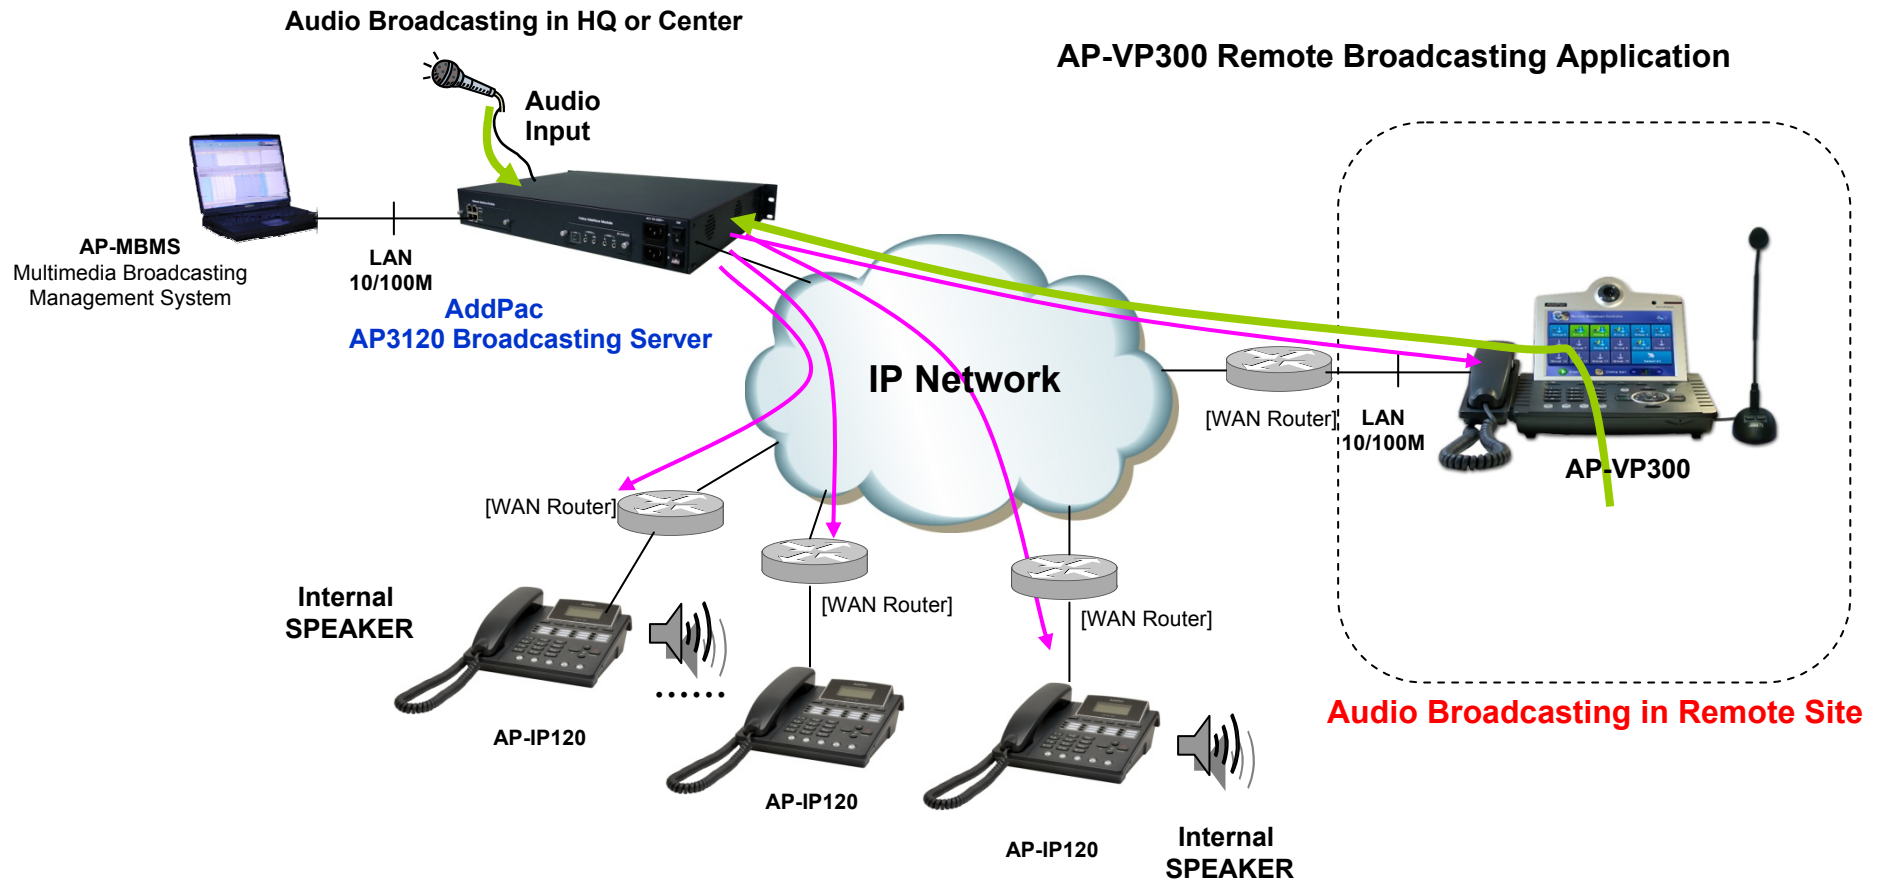 Audio Broadcasting in HQ or Center
AP-VP300 Remote Broadcasting Application
Audio
Input
AP-MBMS
Multimedia Broadcasting
Management System
LAN
10/100M
AddPac
AP3120 Broadcasting Server
IP Network
[WAN Router]
LAN
10/100M
AP-VP300
[WAN Router]
[WAN Router]
[WAN Router]
Internal
SPEAKER
......
Audio Broadcasting in Remote Site
AP-IP120
AP-IP120
AP-IP120
Internal
SPEAKER